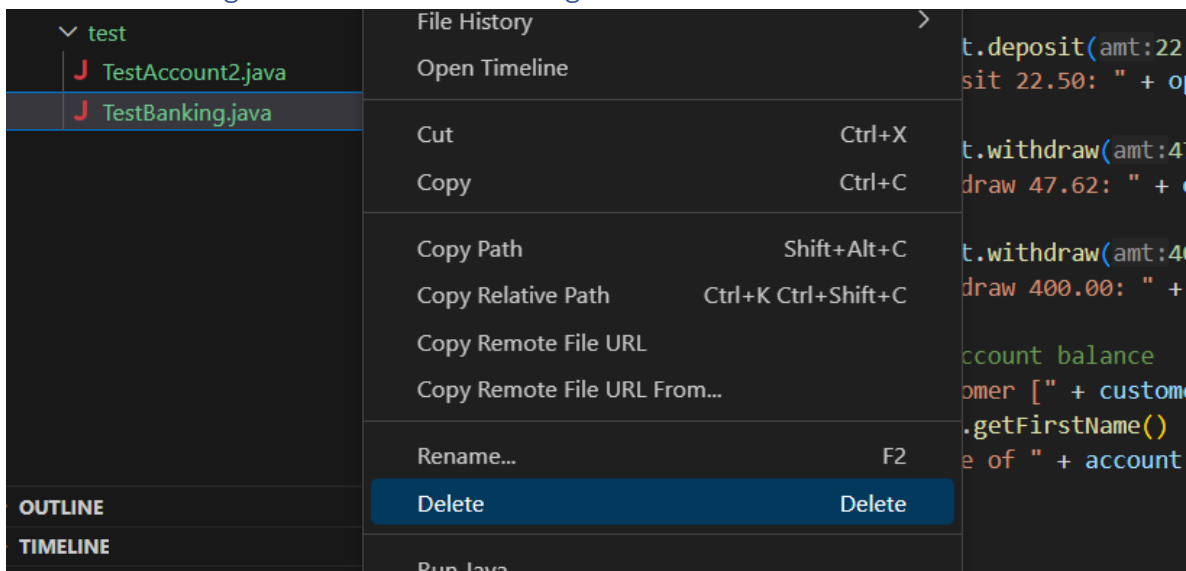 test
J TestAccount2.java
J TestBanking.java
OUTLINE
TIMELINE
File History
Open Timeline
Cut Ctrl+X
Copy Ctrl+C
Copy Path Shift+Alt+C
Copy Relative Path Ctrl+K Ctrl+Shift+C
Copy Remote File URL
Copy Remote File URL From...
Rename... F2
Delete Delete
Run Java
t.deposit(amt:22
sit 22.50: " + op
t.withdraw(amt:47
draw 47.62: " +
t.withdraw(amt:40
draw 400.00: " +
ccount balance
omer [" + custome
.getFirstName()
e of " + account